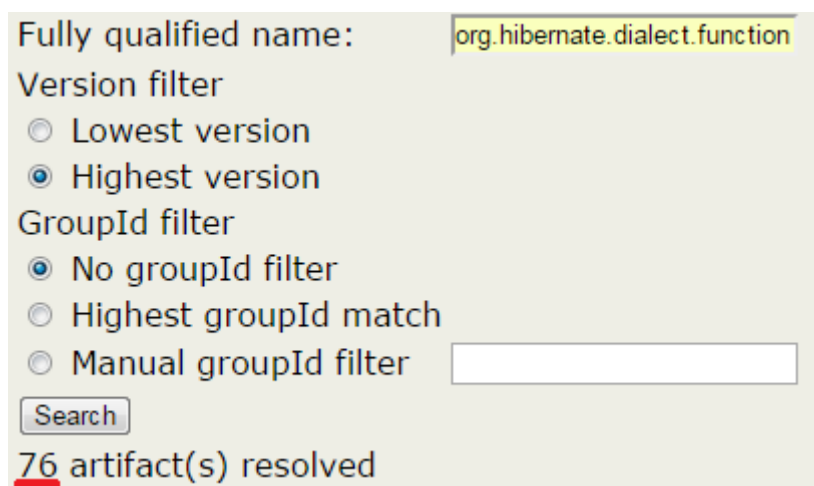 Fully qualified name: org.hibernate.dialect.function
Version filter
Lowest version
Highest version
GroupId filter
No groupId filter
Highest groupId match
Manual groupId filter
Search
76 artifact(s) resolved